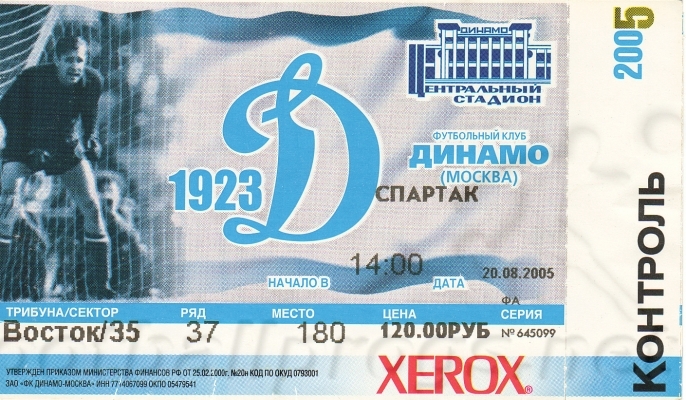 ДИНАМО
ЦЕНТРАЛЬНЫЙ
СТАДИОН
2005
ФУТБОЛЬНЫЙ КЛУБ
ДИНАМО
(МОСКВА)
1923 Д
СПАРТАК
НАЧАЛО В 14:00 ДАТА 20.08.2005
ТРИБУНА/СЕКТОР РЯД МЕСТО ЦЕНА ФА СЕРИЯ
Восток/35 37 180 120.00РУБ № 645099
УТВЕРЖДЕН ПРИКАЗОМ МИНИСТЕРСТВА ФИНАНСОВ РФ ОТ 25.02.2000г. №20н КОД ПО ОКУД 0793001
ЗАО «ФК ДИНАМО-МОСКВА» ИНН 7714067099 ОКПО 05479541
XEROX®
КОНТРОЛЬ